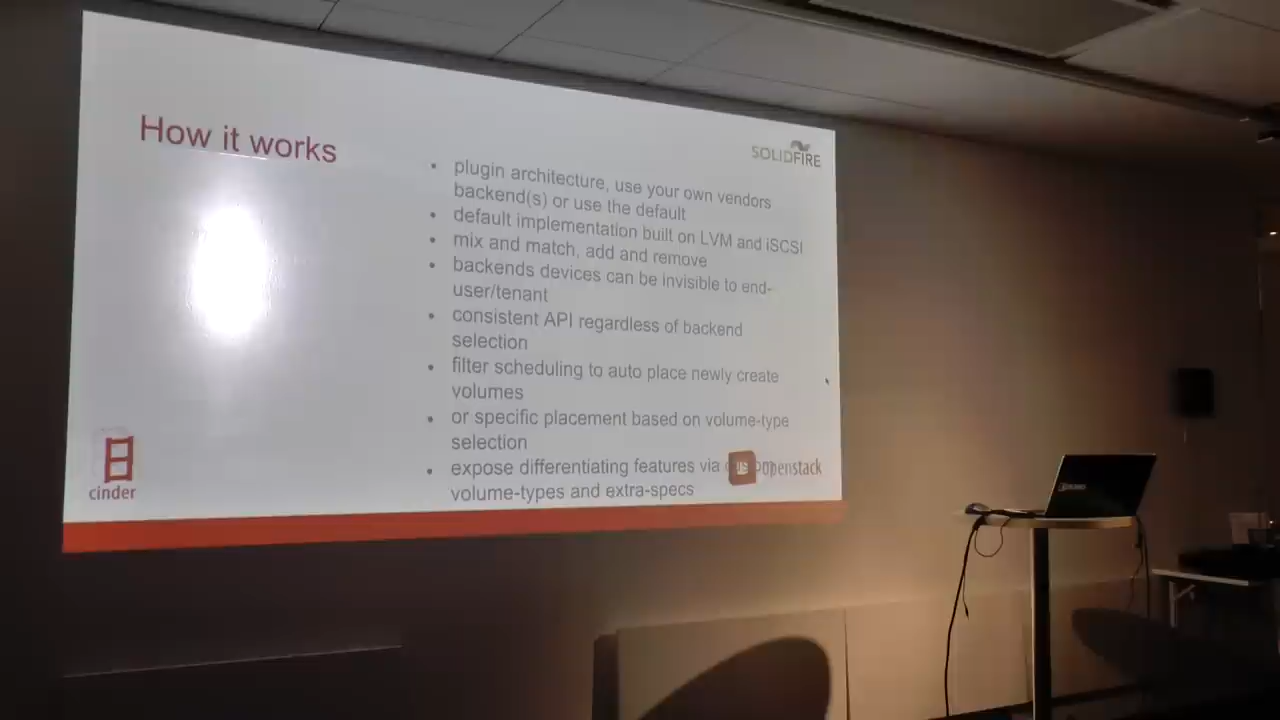 How it works
SOLIDFIRE
• plugin architecture, use your own vendors
backend(s) or use the default
• default implementation built on LVM and iSCSI
• mix and match, add and remove
• backends devices can be invisible to end-
user/tenant
• consistent API regardless of backend
selection
• filter scheduling to auto place newly create
volumes
• or specific placement based on volume-type
selection
• expose differentiating features via
volume-types and extra-specs
cinder
openstack